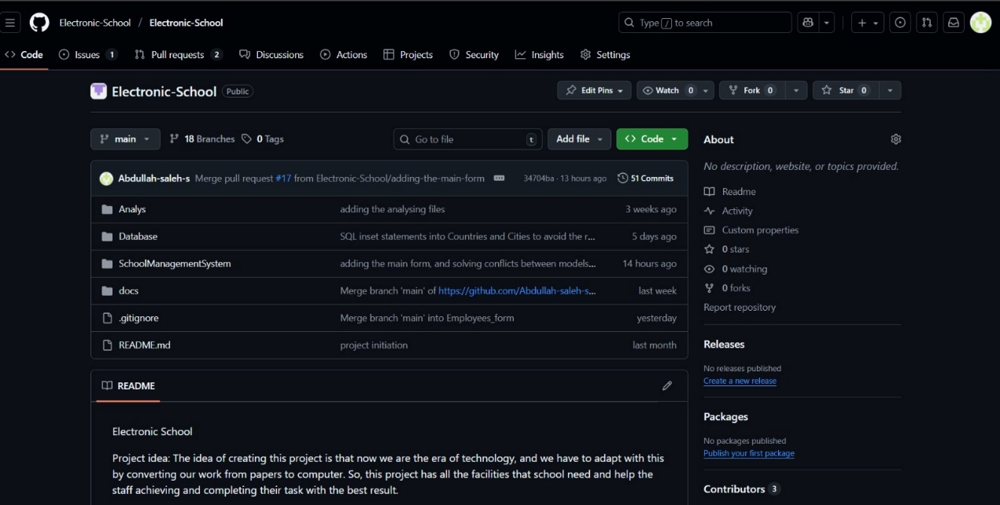 Electronic-School / Electronic-School
Type / to search
Code Issues 1 Pull requests 2 Discussions Actions Projects Security Insights Settings
Electronic-School Public
Edit Pins Watch 0 Fork 0 Star 0
main 18 Branches 0 Tags Go to file t Add file Code
Abdullah-saleh-s Merge pull request #17 from Electronic-School/adding-the-main-form 34704ba · 13 hours ago 51 Commits
Analys adding the analysing files 3 weeks ago
Database SQL inset statements into Countries and Cities to avoid the r... 5 days ago
SchoolManagementSystem adding the main form, and solving conflicts between models... 14 hours ago
docs Merge branch 'main' of https://github.com/Abdullah-saleh-s... last week
.gitignore Merge branch 'main' into Employees_form yesterday
README.md project initiation last month
README
Electronic School
Project idea: The idea of creating this project is that now we are the era of technology, and we have to adapt with this
by converting our work from papers to computer. So, this project has all the facilities that school need and help the
staff achieving and completing their task with the best result.
About
No description, website, or topics provided.
Readme
Activity
Custom properties
0 stars
0 watching
0 forks
Report repository
Releases
No releases published
Create a new release
Packages
No packages published
Publish your first package
Contributors 3